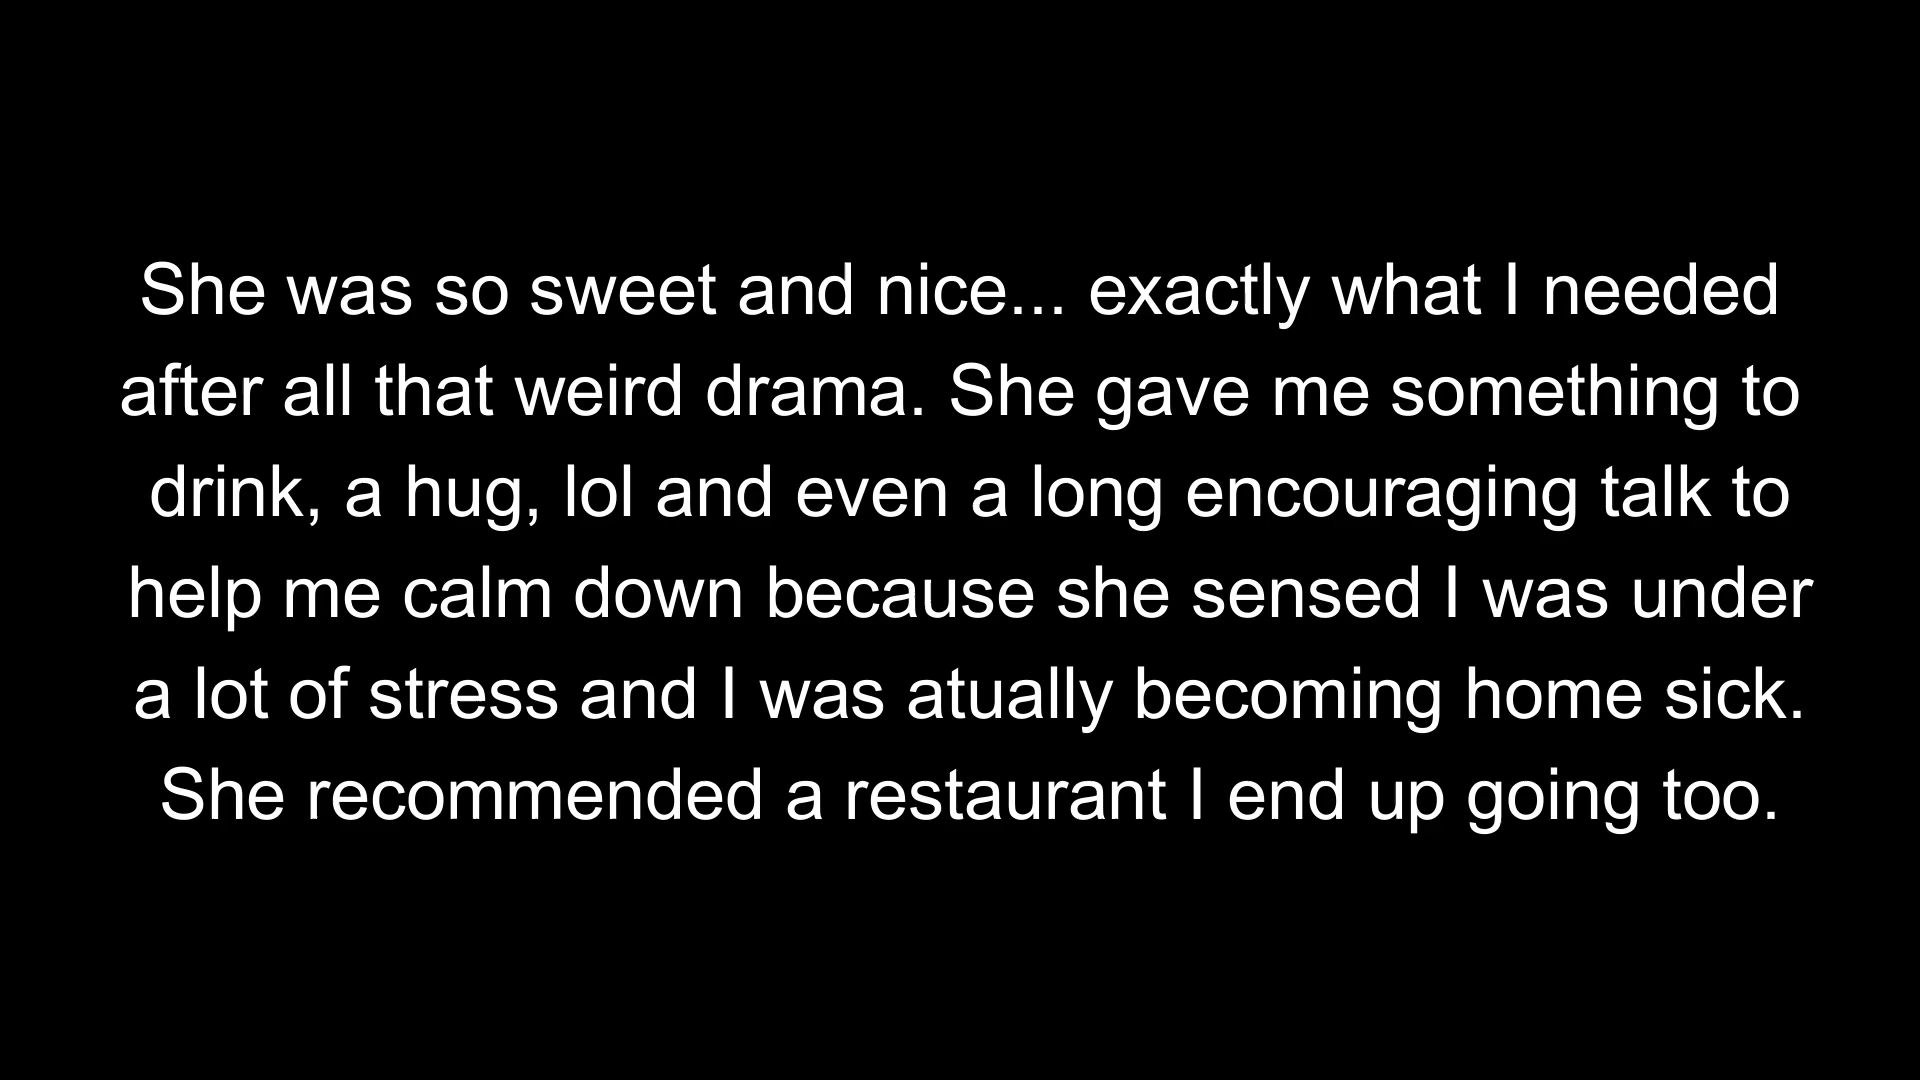 She was so sweet and nice... exactly what I needed
after all that weird drama. She gave me something to
drink, a hug, lol and even a long encouraging talk to
help me calm down because she sensed I was under
a lot of stress and I was atually becoming home sick.
She recommended a restaurant I end up going too.